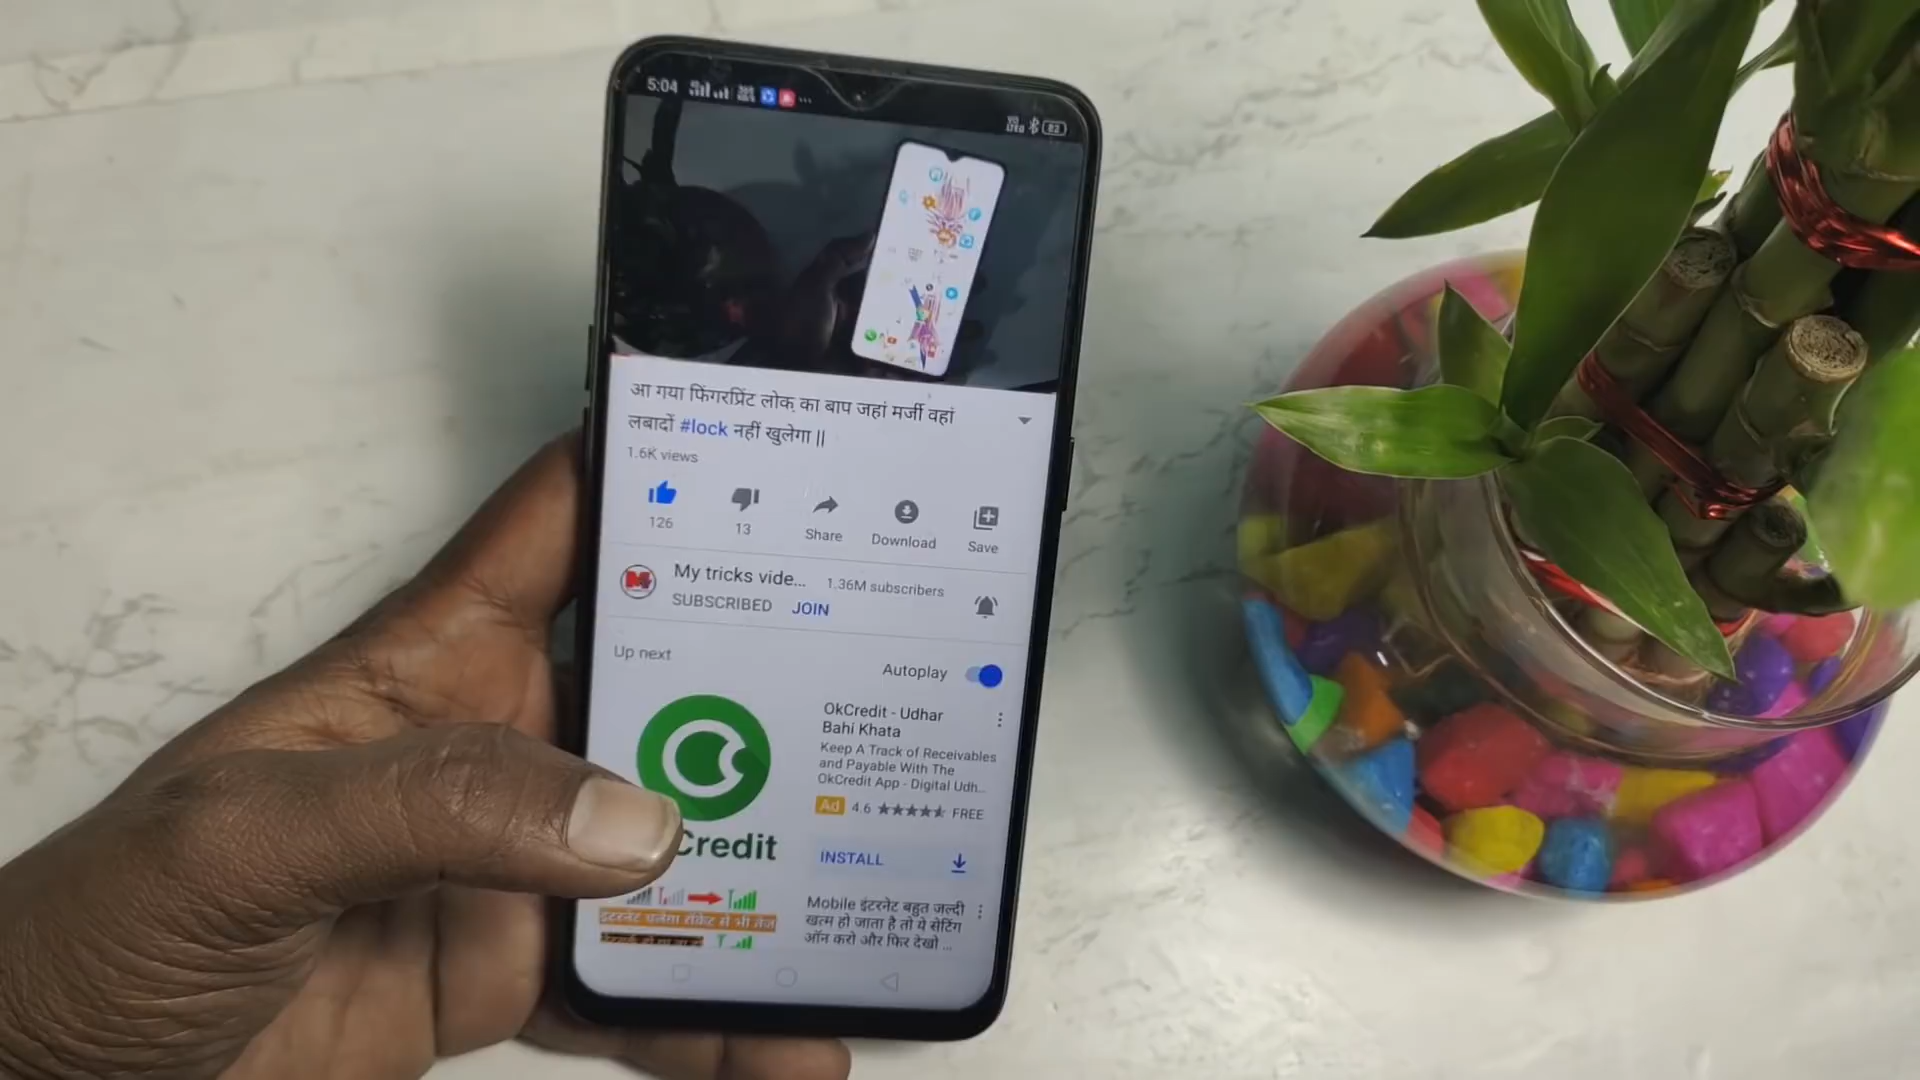 5:04
82
आ गया फिंगरप्रिंट लोक़ का बाप जहां मर्जी वहां
लबादों #lock नहीं खुलेगा ||
1.6K views
126
13
Share
Download
Save
My tricks vide...
1.36M subscribers
SUBSCRIBED
JOIN
Up next
Autoplay
OkCredit - Udhar
Bahi Khata
Keep A Track of Receivables
and Payable With The
OkCredit App - Digital Udh...
Ad 4.6 FREE
Credit
INSTALL
इंटरनेट चलेगा रॉकेट से भी तेज
Mobile इंटरनेट बहुत जल्दी
खत्म हो जाता है तो ये सेटिंग
ऑन करो और फिर देखो ...